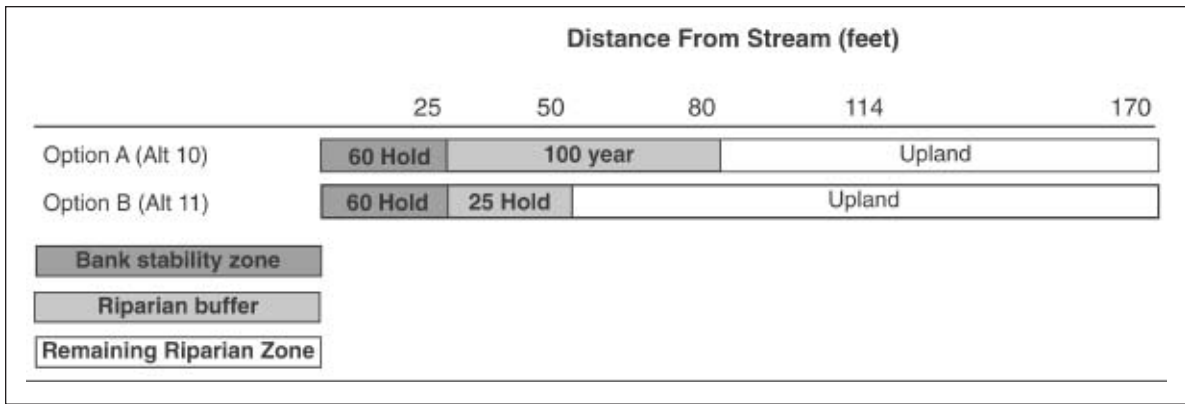 Distance From Stream (feet)
25 50 80 114 170
Option A (Alt 10) 60 Hold 100 year Upland
Option B (Alt 11) 60 Hold 25 Hold Upland
Bank stability zone
Riparian buffer
Remaining Riparian Zone